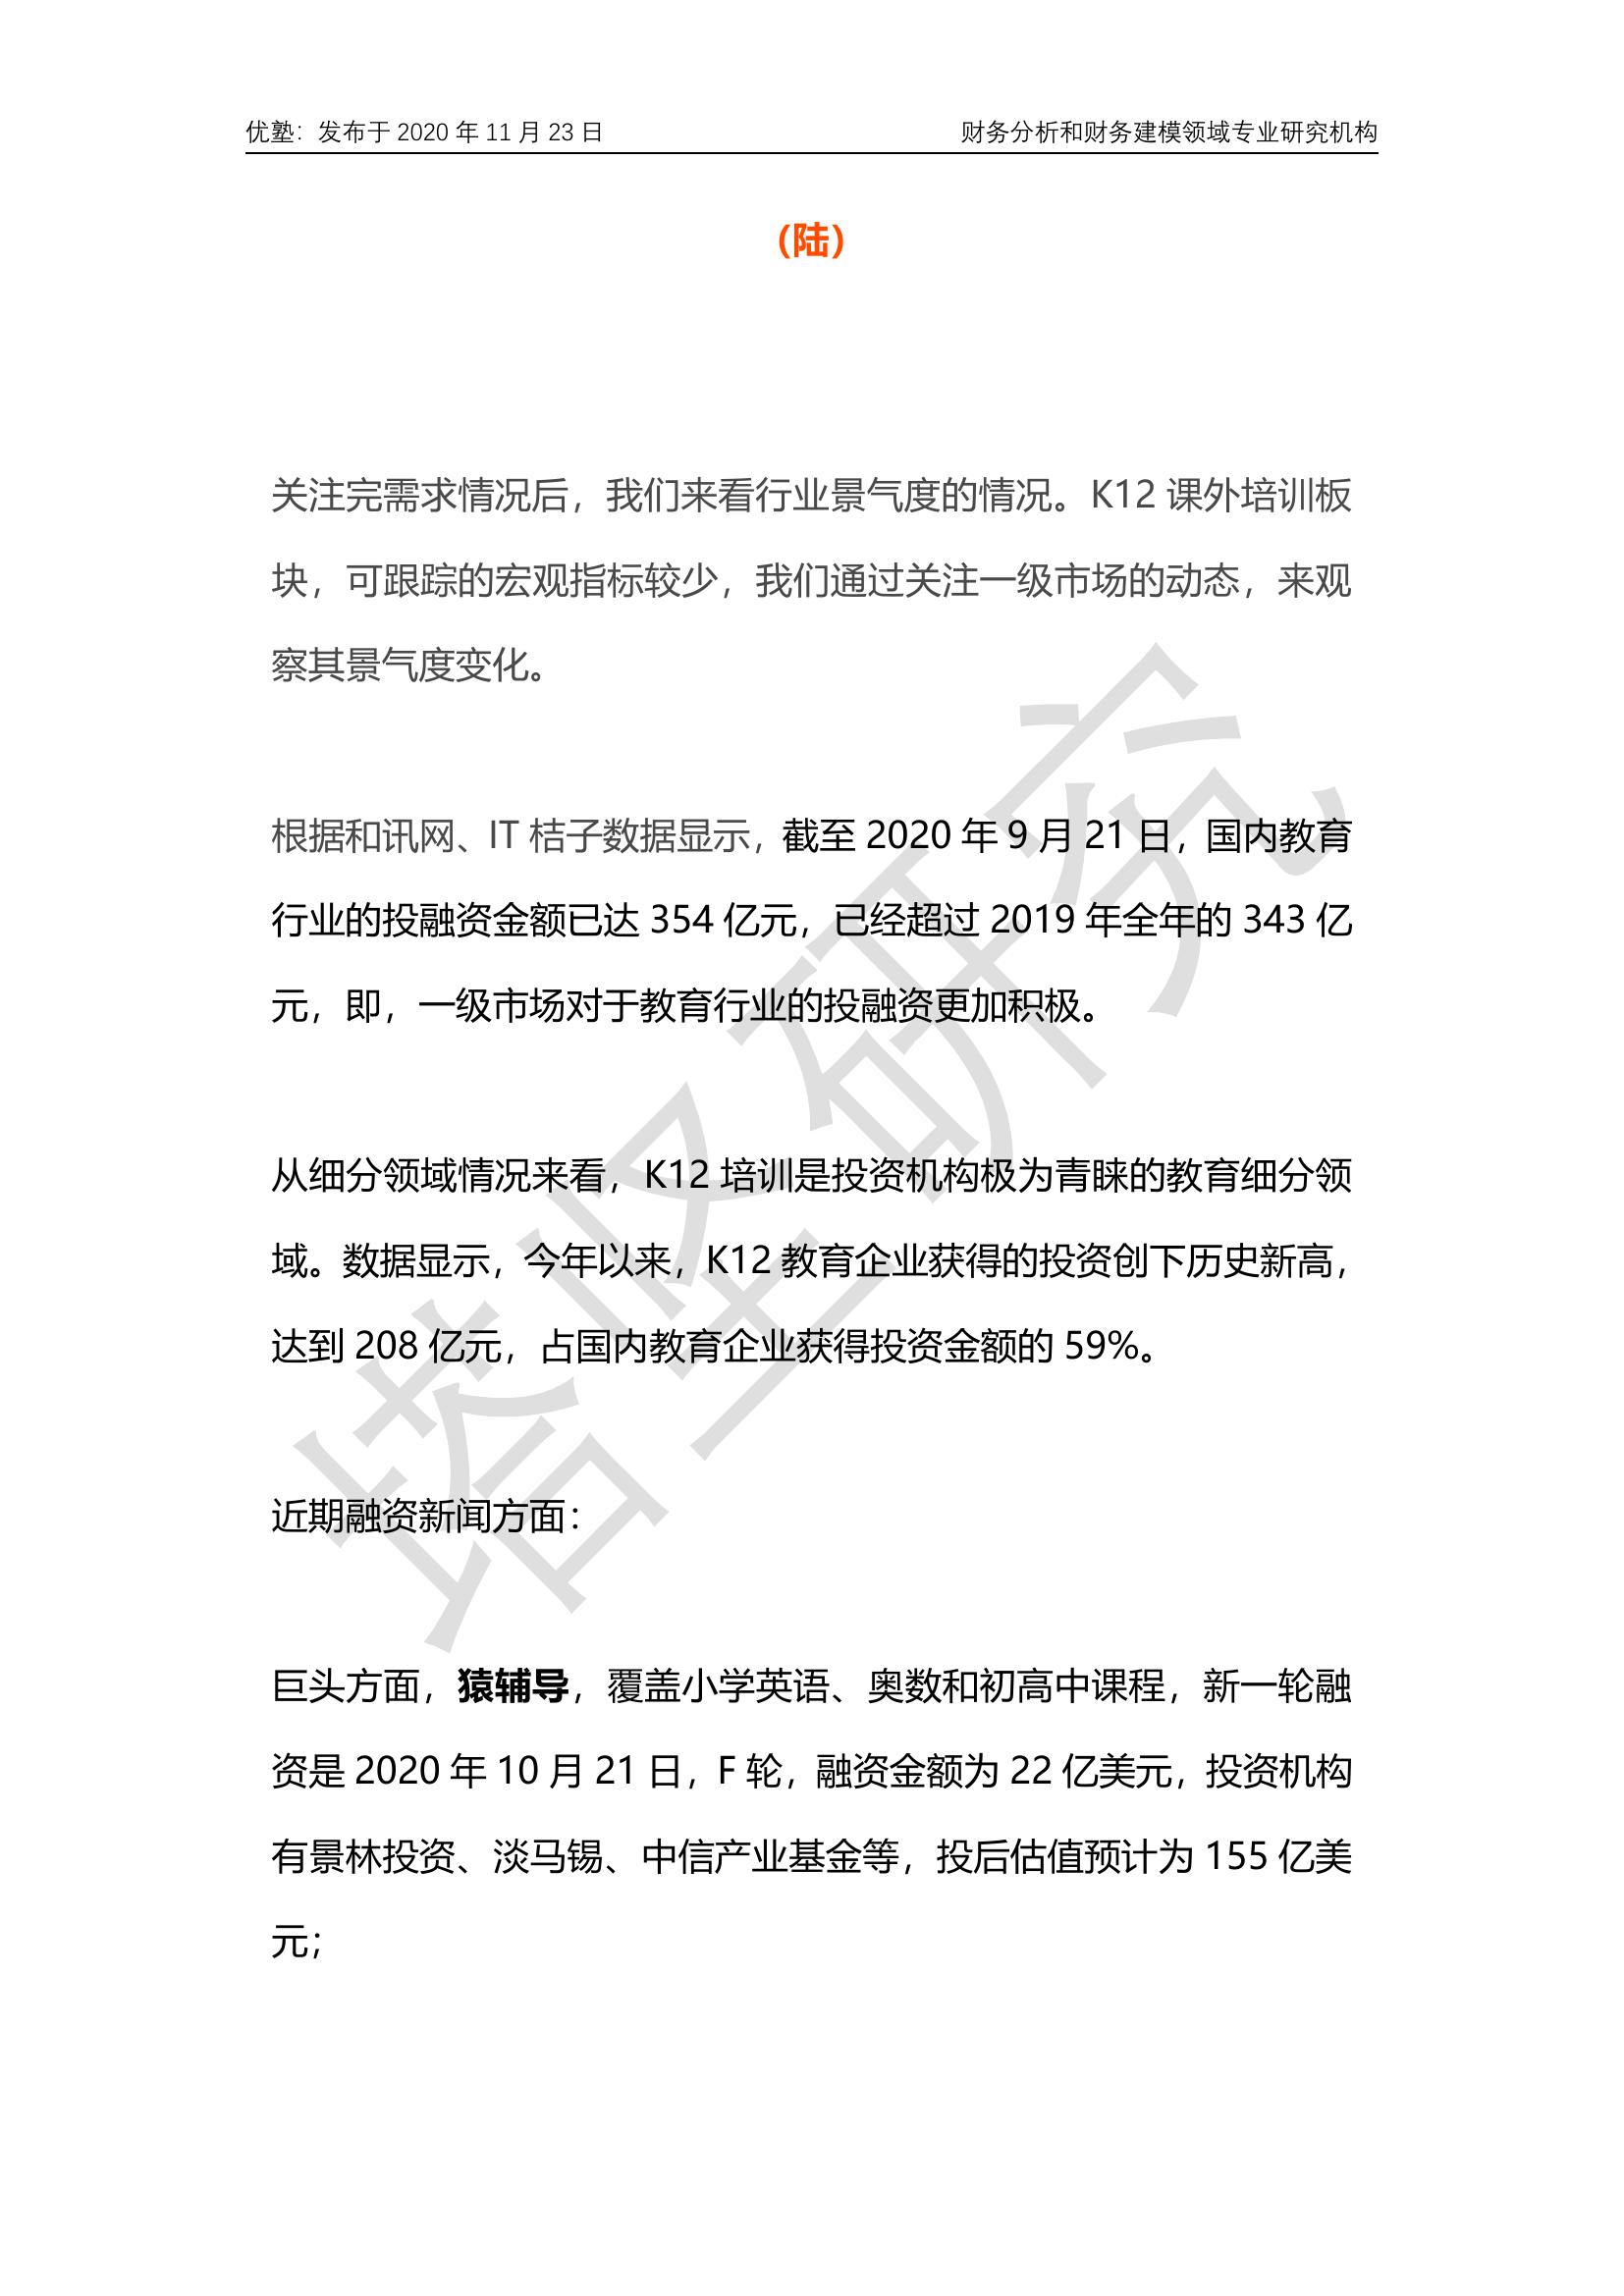 优塾：发布于 2020 年 11 月 23 日
财务分析和财务建模领域专业研究机构
（陆）
关注完需求情况后，我们来看行业景气度的情况。K12 课外培训板
块，可跟踪的宏观指标较少，我们通过关注一级市场的动态，来观
察其景气度变化。
根据和讯网、IT 桔子数据显示，截至 2020 年 9 月 21 日，国内教育
行业的投融资金额已达 354 亿元，已经超过 2019 年全年的 343 亿
元，即，一级市场对于教育行业的投融资更加积极。
从细分领域情况来看，K12 培训是投资机构极为青睐的教育细分领
域。数据显示，今年以来，K12 教育企业获得的投资创下历史新高，
达到 208 亿元，占国内教育企业获得投资金额的 59%。
近期融资新闻方面：
巨头方面，猿辅导，覆盖小学英语、奥数和初高中课程，新一轮融
资是 2020 年 10 月 21 日，F 轮，融资金额为 22 亿美元，投资机构
有景林投资、淡马锡、中信产业基金等，投后估值预计为 155 亿美
元；
塔坚研究